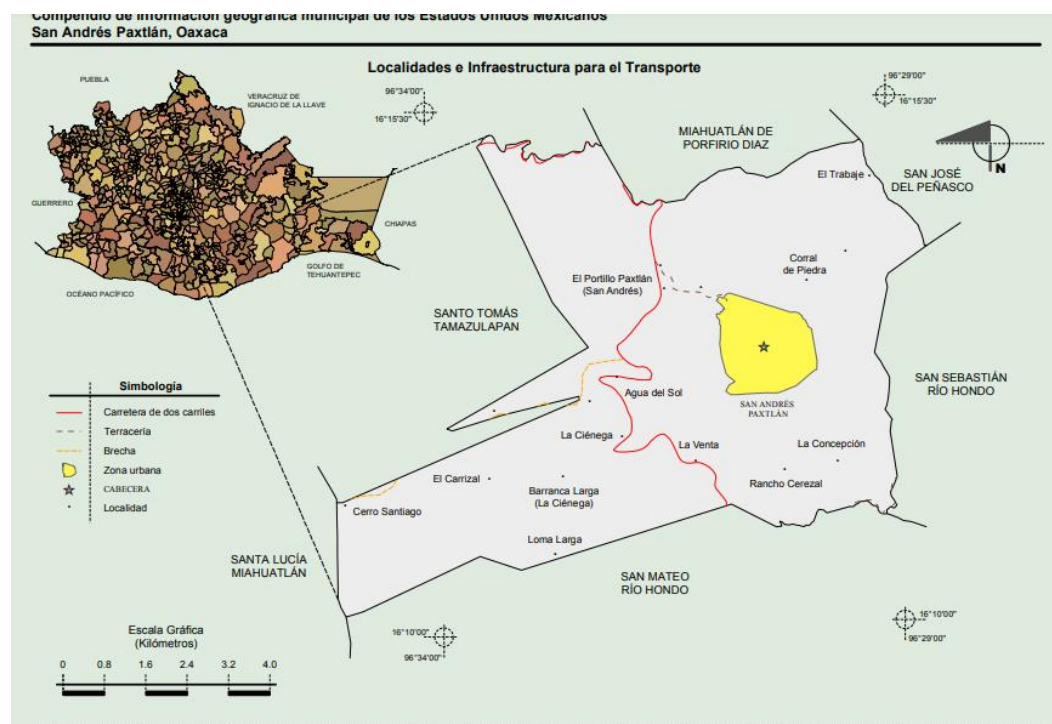 Compendio de información geográfica municipal de los Estados Unidos Mexicanos
San Andrés Paxtlán, Oaxaca
Localidades e Infraestructura para el Transporte
PUEBLA
VERACRUZ DE
IGNACIO DE LA LLAVE
GUERRERO
CHIAPAS
GOLFO DE
TEHUANTEPEC
OCÉANO PACÍFICO
96°34'00"
16°15'30"
96°29'00"
16°15'30"
MIAHUATLÁN DE
PORFIRIO DIAZ
N
SAN JOSÉ
DEL PEÑASCO
El Trabaje
Corral
de Piedra
El Portillo Paxtlán
(San Andrés)
SANTO TOMÁS
TAMAZULAPAN
SAN SEBASTIÁN
RÍO HONDO
Agua del Sol
SAN ANDRÉS
PAXTLÁN
La Ciénega
La Venta
La Concepción
El Carrizal
Barranca Larga
(La Ciénega)
Rancho Cerezal
Cerro Santiago
Loma Larga
SANTA LUCÍA
MIAHUATLÁN
SAN MATEO
RÍO HONDO
Simbología
Carretera de dos carriles
Terracería
Brecha
Zona urbana
CABECERA
Localidad
16°10'00"
96°34'00"
16°10'00"
96°29'00"
Escala Gráfica
(Kilómetros)
0 0.8 1.6 2.4 3.2 4.0